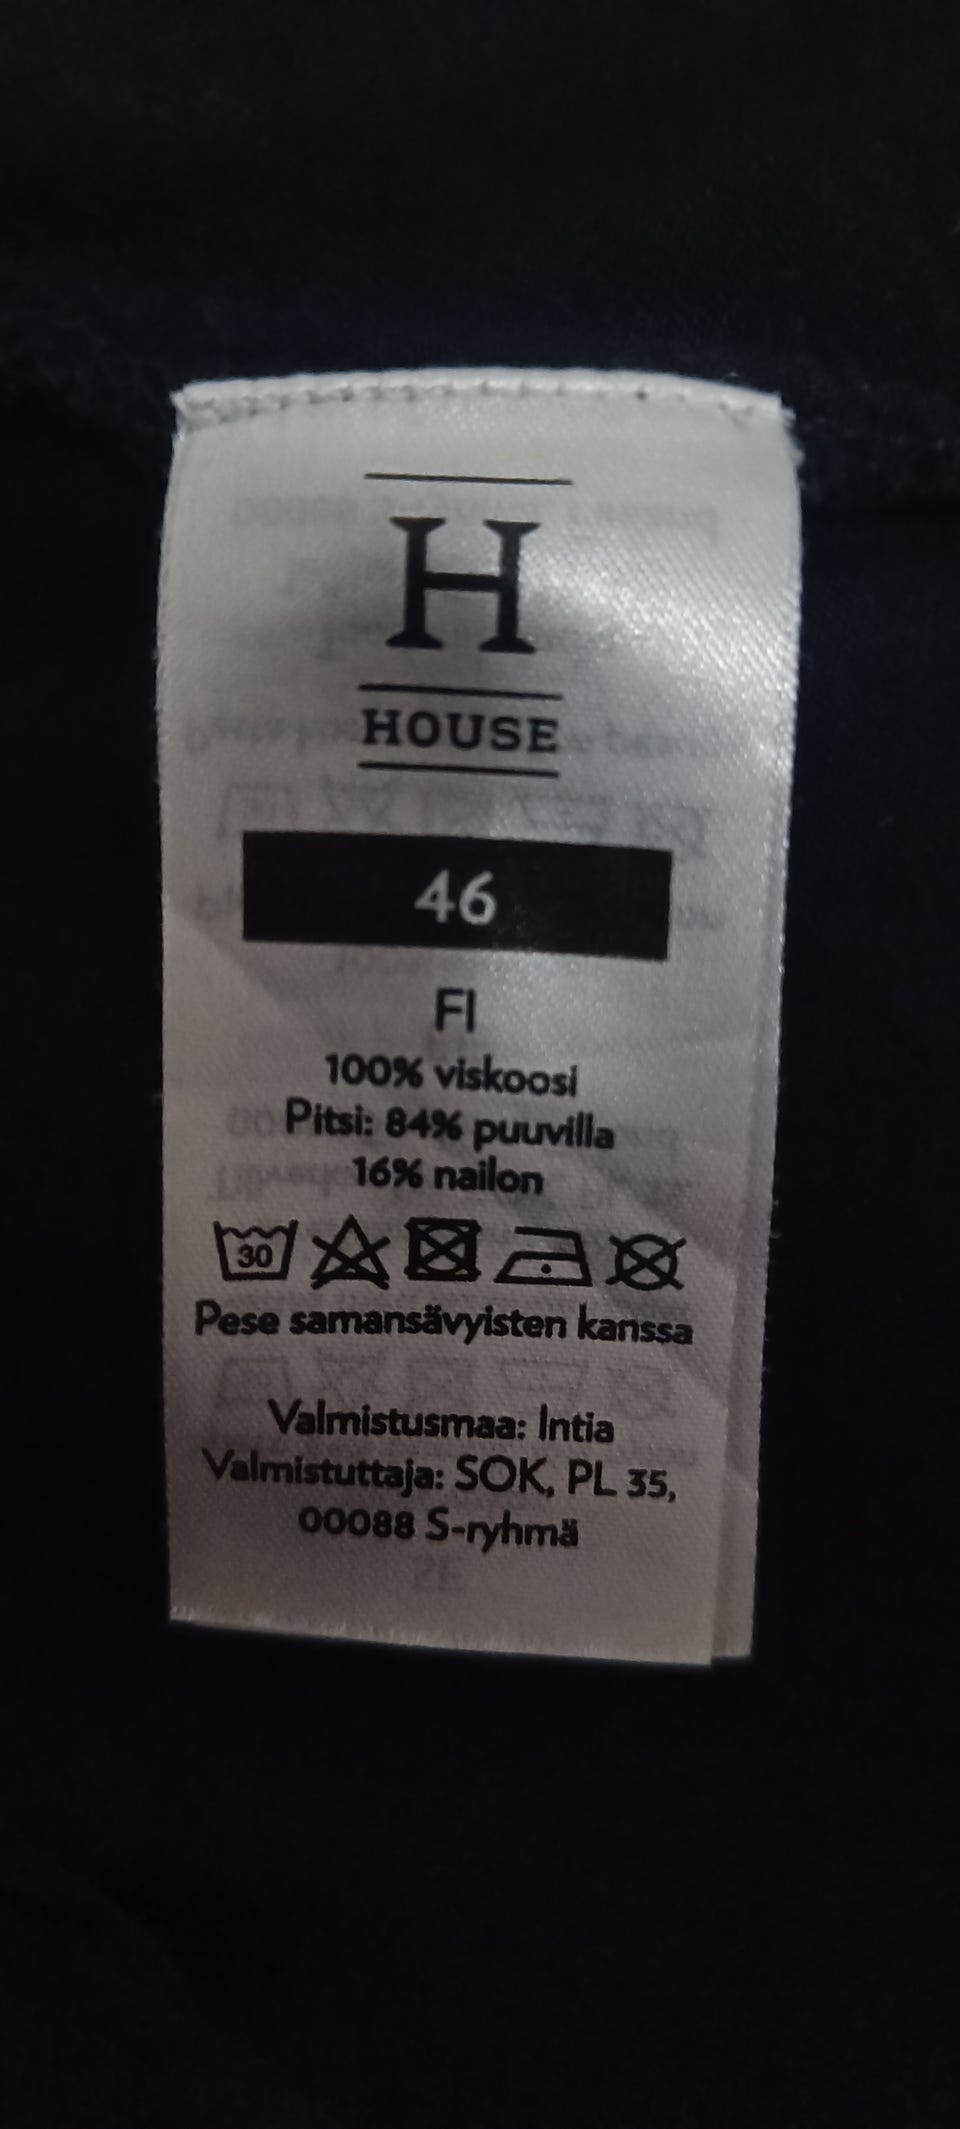 H
HOUSE
46
FI
100% viskoosi
Pitsi: 84% puuvilla
16% nailon
30
Pese samansävyisten kanssa
Valmistusmaa: Intia
Valmistuttaja: SOK, PL 35,
00088 S-ryhmä